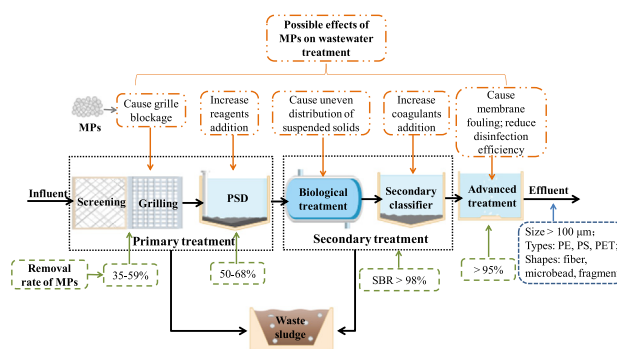 Possible effects of
MPs on wastewater
treatment
Cause grille
blockage
Increase
reagents
addition
Cause uneven
distribution of
suspended solids
Increase
coagulants
addition
Cause
membrane
fouling; reduce
disinfection
efficiency
MPs
Influent
Screening
Grilling
PSD
Biological
treatment
Secondary
classifier
Advanced
treatment
Effluent
Primary treatment
Secondary treatment
Removal
rate of MPs
35-59%
50-68%
SBR > 98%
> 95%
Size > 100 μm;
Types: PE, PS, PET;
Shapes: fiber,
microbead, fragment
Waste
sludge